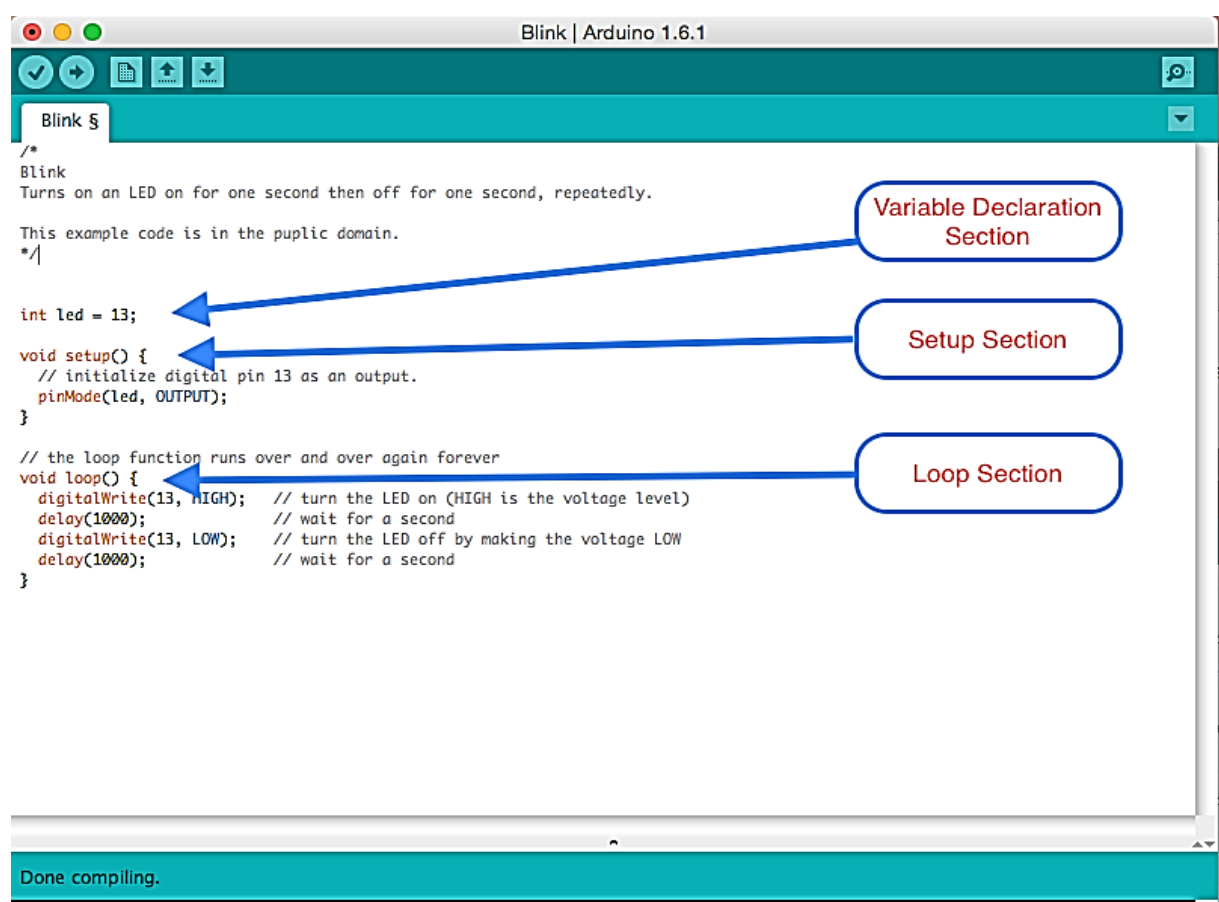 Blink | Arduino 1.6.1
Blink §
/*
Blink
Turns on an LED on for one second then off for one second, repeatedly.
This example code is in the puplic domain.
*/
int led = 13;
void setup() {
// initialize digital pin 13 as an output.
pinMode(led, OUTPUT);
}
// the loop function runs over and over again forever
void loop() {
digitalWrite(13, HIGH); // turn the LED on (HIGH is the voltage level)
delay(1000); // wait for a second
digitalWrite(13, LOW); // turn the LED off by making the voltage LOW
delay(1000); // wait for a second
}
Variable Declaration
Section
Setup Section
Loop Section
Done compiling.